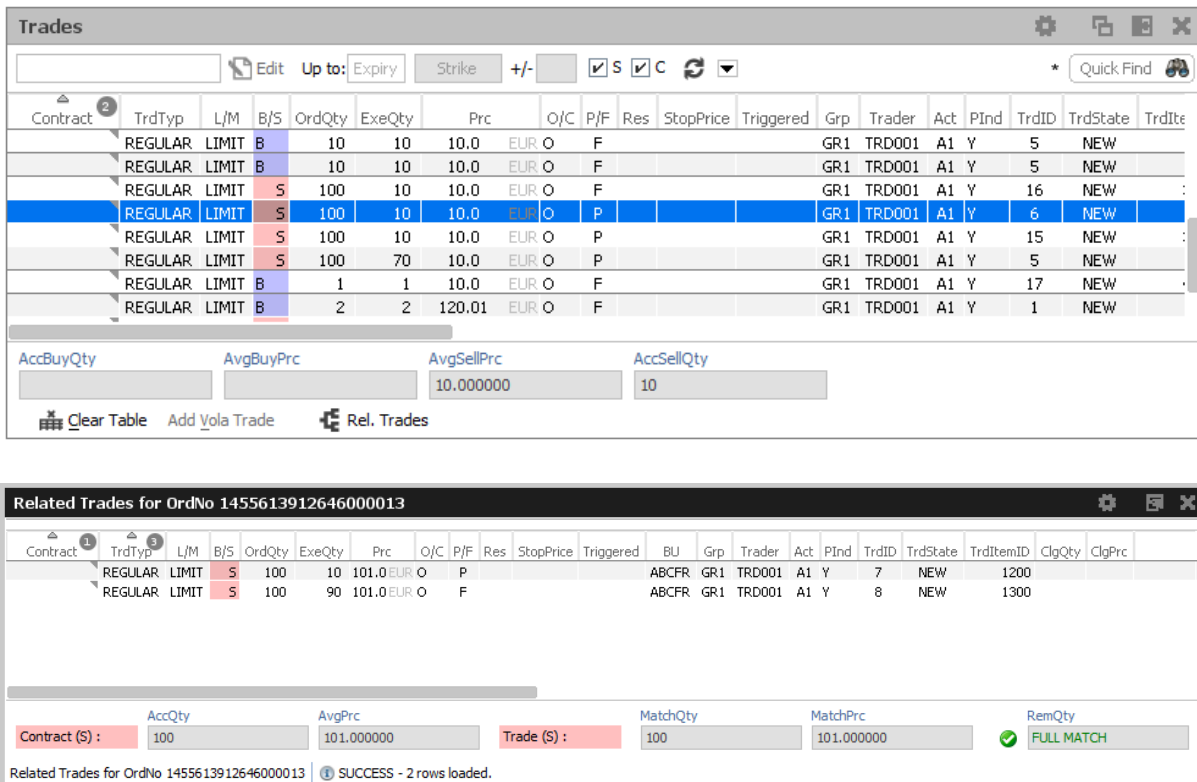 Trades
Edit Up to: Expiry Strike +/- S C * Quick Find
Contract 2 TrdTyp L/M B/S OrdQty ExeQty Prc O/C P/F Res StopPrice Triggered Grp Trader Act PInd TrdID TrdState TrdIte
REGULAR LIMIT B 10 10 10.0 EUR O F GR1 TRD001 A1 Y 5 NEW
REGULAR LIMIT B 10 10 10.0 EUR O F GR1 TRD001 A1 Y 5 NEW
REGULAR LIMIT S 100 10 10.0 EUR O F GR1 TRD001 A1 Y 16 NEW
REGULAR LIMIT S 100 10 10.0 EUR O P GR1 TRD001 A1 Y 6 NEW
REGULAR LIMIT S 100 10 10.0 EUR O P GR1 TRD001 A1 Y 15 NEW
REGULAR LIMIT S 100 70 10.0 EUR O P GR1 TRD001 A1 Y 5 NEW
REGULAR LIMIT B 1 1 10.0 EUR O F GR1 TRD001 A1 Y 17 NEW
REGULAR LIMIT B 2 2 120.01 EUR O F GR1 TRD001 A1 Y 1 NEW
AccBuyQty AvgBuyPrc AvgSellPrc AccSellQty
10.000000 10
Clear Table Add Vola Trade Rel. Trades
Related Trades for OrdNo 1455613912646000013
Contract 1 TrdTyp 3 L/M B/S OrdQty ExeQty Prc O/C P/F Res StopPrice Triggered BU Grp Trader Act PInd TrdID TrdState TrdItemID ClgQty ClgPrc
REGULAR LIMIT S 100 10 101.0 EUR O P ABCFR GR1 TRD001 A1 Y 7 NEW 1200
REGULAR LIMIT S 100 90 101.0 EUR O F ABCFR GR1 TRD001 A1 Y 8 NEW 1300
AccQty AvgPrc MatchQty MatchPrc RemQty
Contract (S) : 100 101.000000 Trade (S) : 100 101.000000 FULL MATCH
Related Trades for OrdNo 1455613912646000013 SUCCESS - 2 rows loaded.